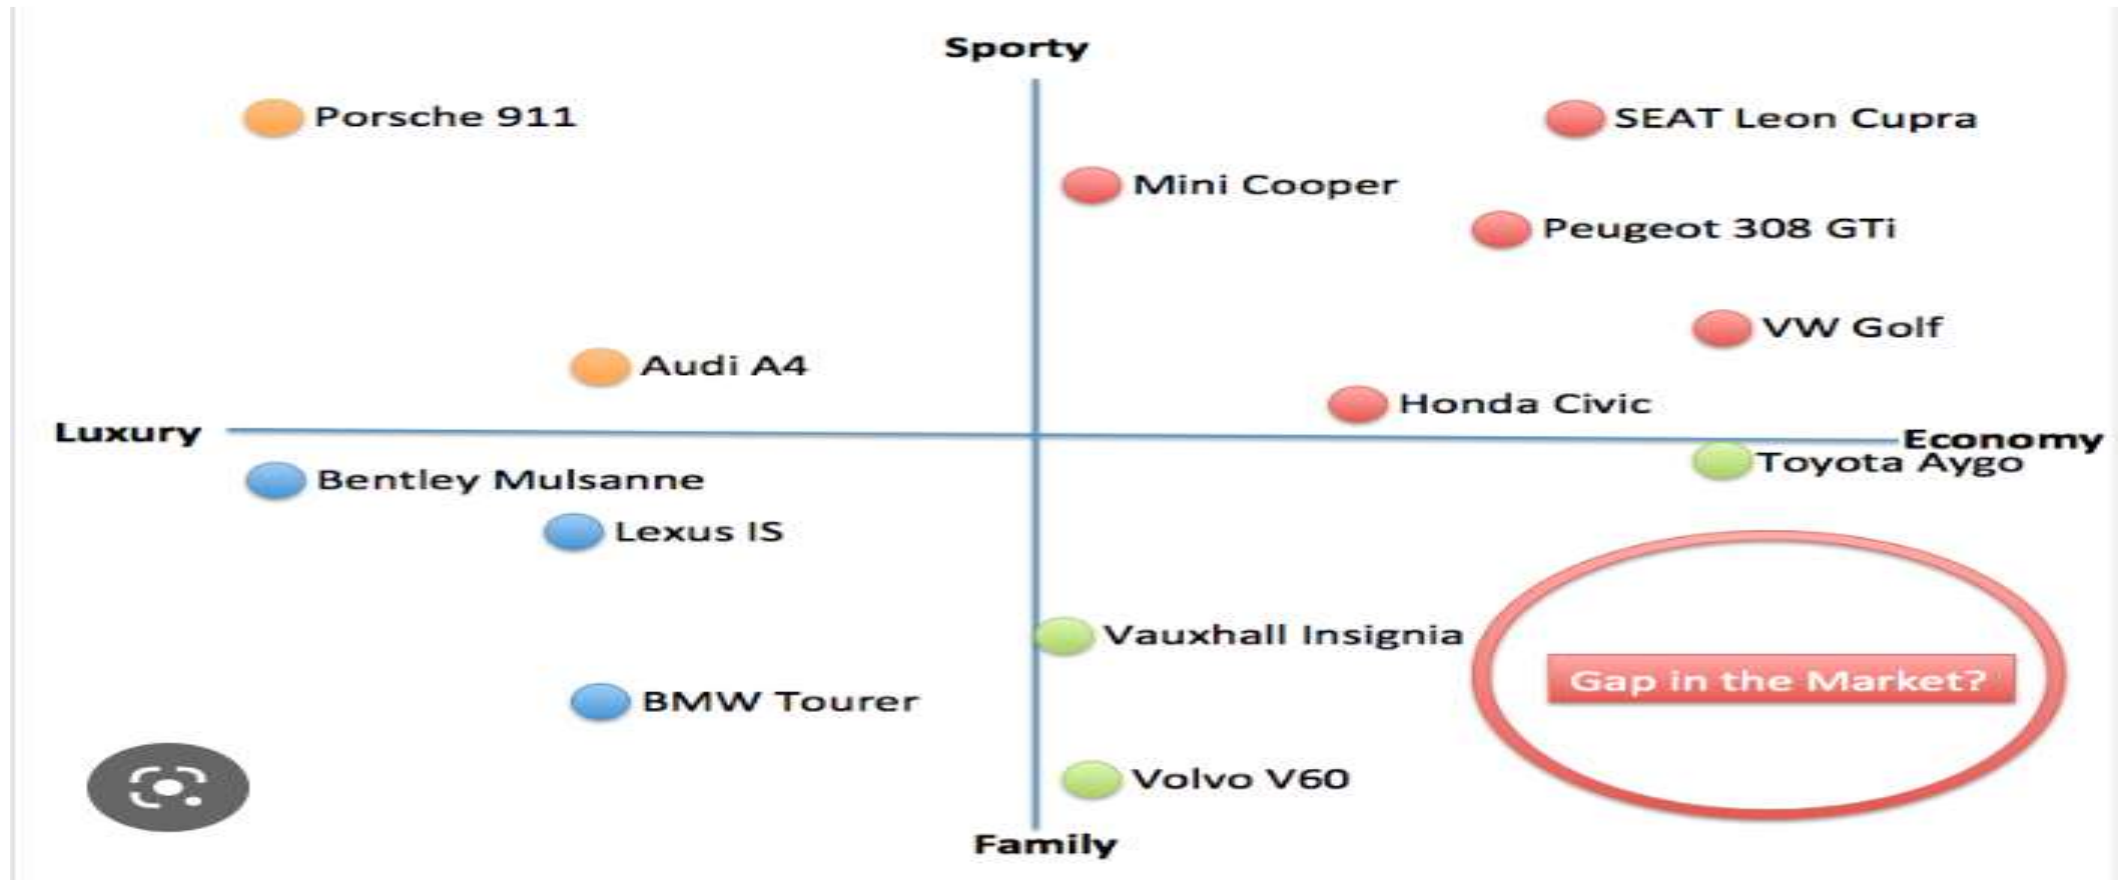 Sporty
Porsche 911
SEAT Leon Cupra
Mini Cooper
Peugeot 308 GTi
VW Golf
Audi A4
Honda Civic
Luxury
Economy
Toyota Aygo
Bentley Mulsanne
Lexus IS
Vauxhall Insignia
Gap in the Market?
BMW Tourer
Volvo V60
Family